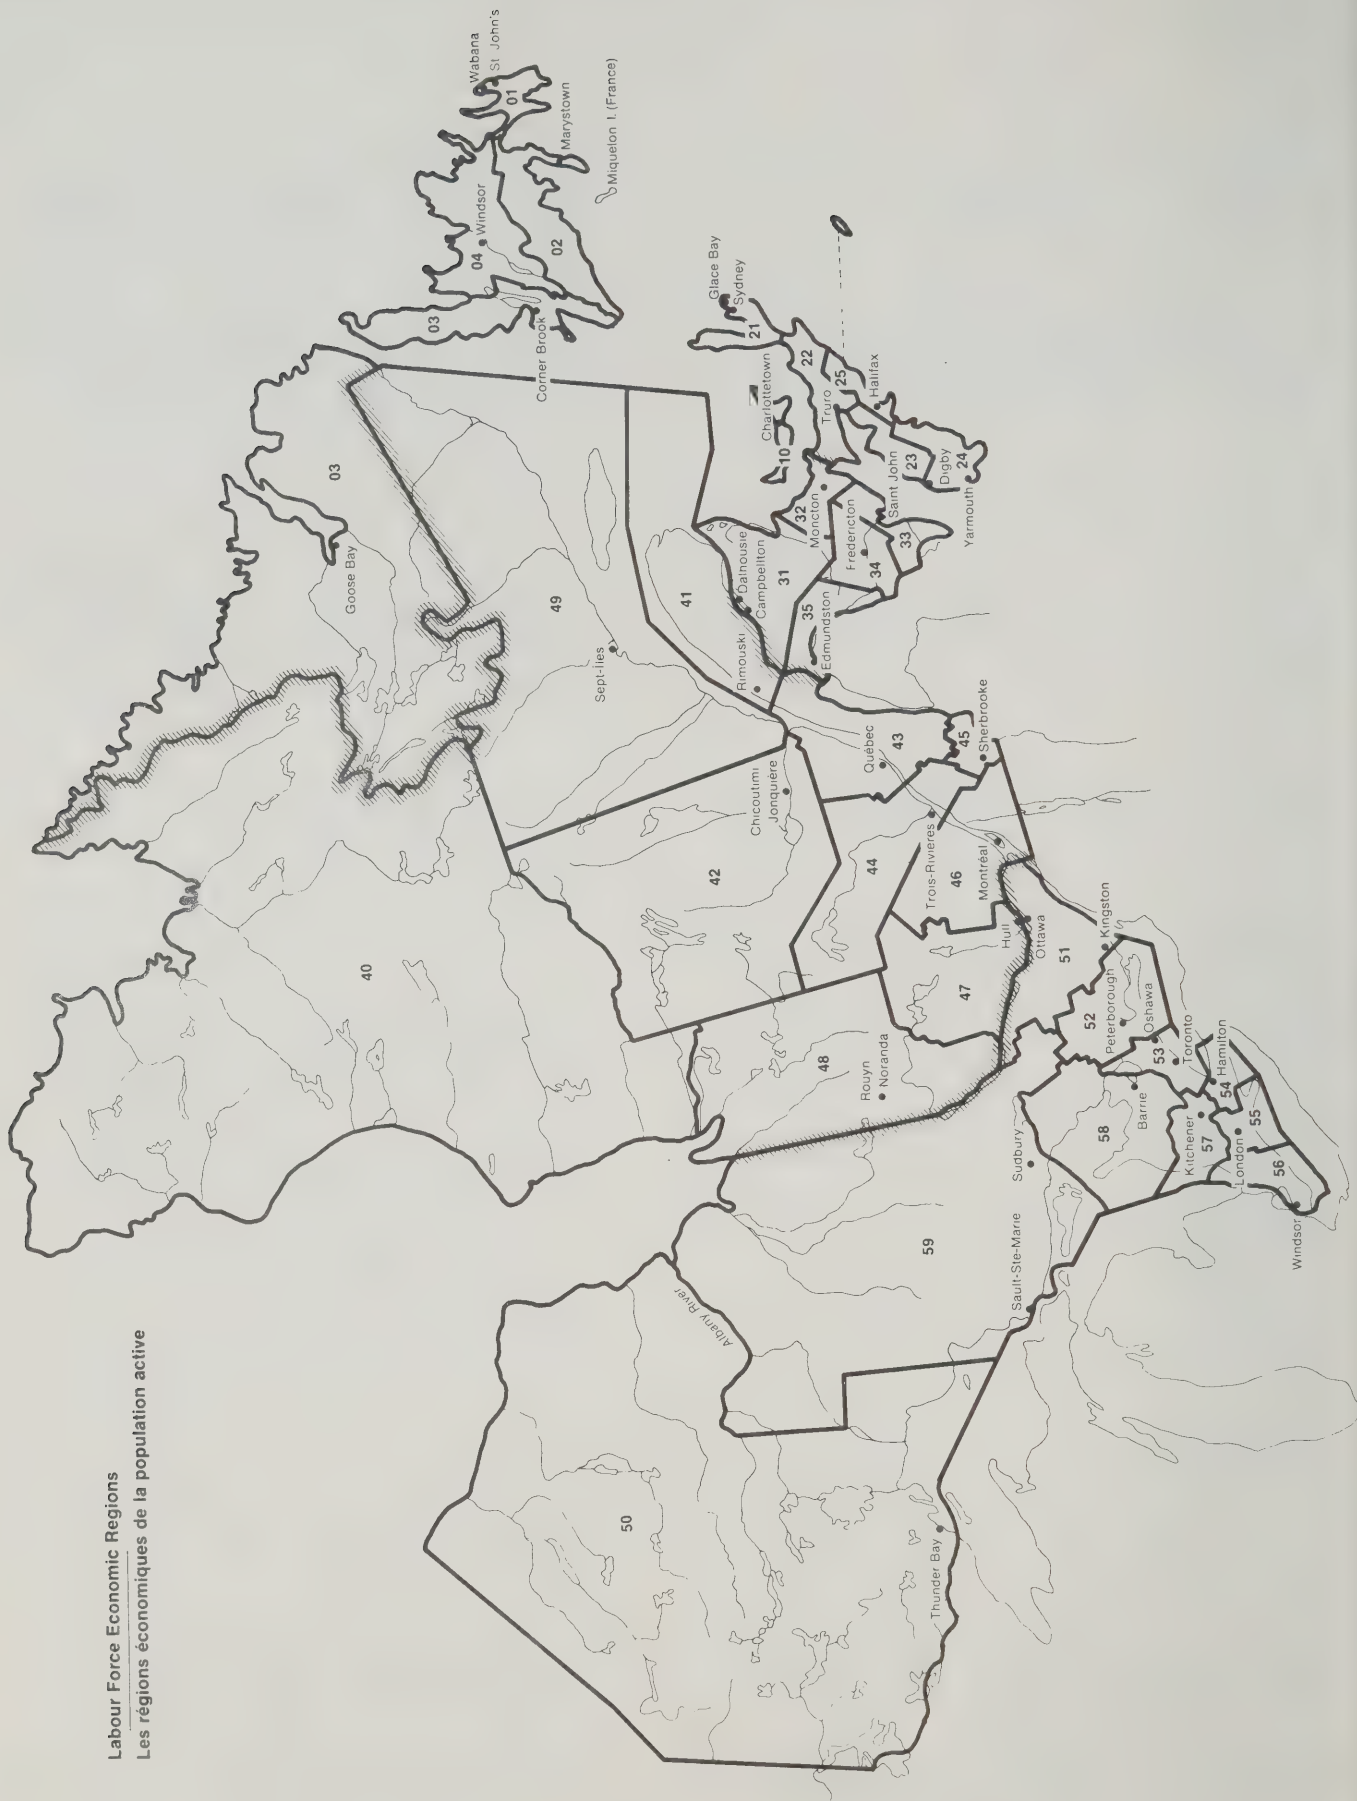 Labour Force Economic Regions
Les régions économiques de la population active
Wabana
St. John's
01
Marystown
Miquelon I. (France)
Windsor
04
02
03
Corner Brook
03
Goose Bay
Glace Bay
Sydney
21
22
25
Halifax
Truro
Charlottetown
10
23
Digby
24
Yarmouth
Saint John
Moncton
32
Fredericton
33
34
31
35
Edmundston
Dalhousie
Campbellton
Rimouski
41
49
Sept-Îles
40
42
Chicoutimi
Jonquière
Québec
43
45
Sherbrooke
44
Trois-Rivières
46
Montréal
Hull
Ottawa
47
48
Rouyn
Noranda
51
Kingston
52
Peterborough
Oshawa
53
Toronto
Hamilton
54
55
56
57
Kitchener
London
Windsor
58
Barrie
Sudbury
59
Sault-Ste-Marie
Albany River
50
Thunder Bay